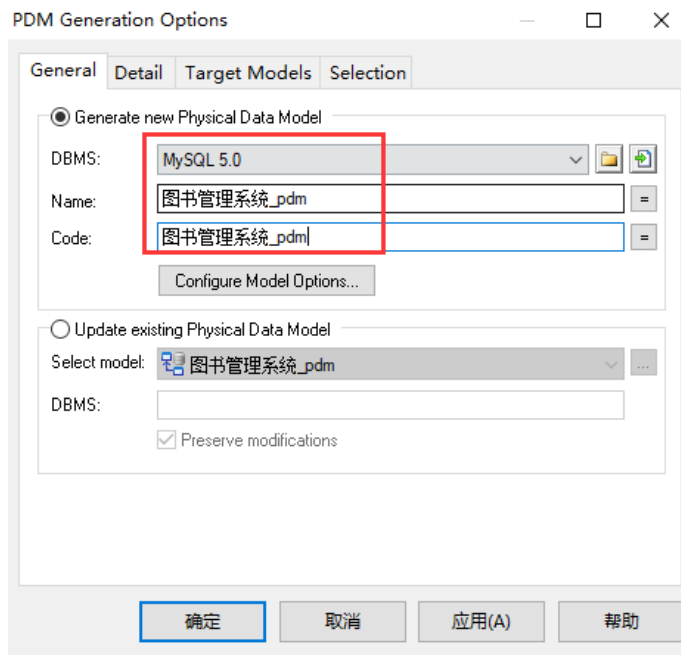 PDM Generation Options
General Detail Target Models Selection
Generate new Physical Data Model
DBMS: MySQL 5.0
Name: 图书管理系统_pdm =
Code: 图书管理系统_pdm =
Configure Model Options...
Update existing Physical Data Model
Select model: 图书管理系统_pdm ...
DBMS:
Preserve modifications
确定 取消 应用(A) 帮助